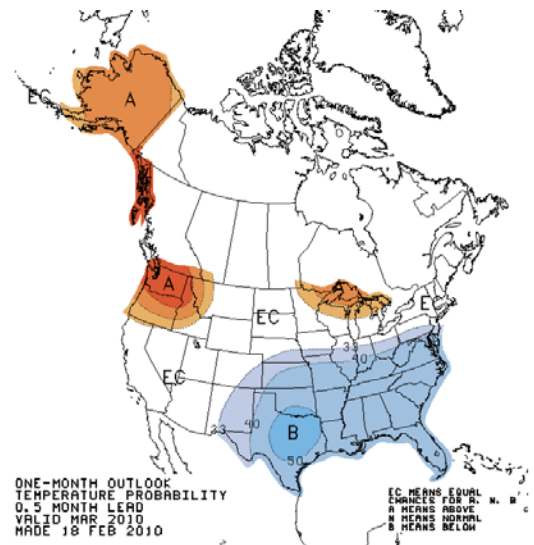 EC
A
A
A
EC
EC
EC
33
40
33
40
B
50
ONE-MONTH OUTLOOK
TEMPERATURE PROBABILITY
0.5 MONTH LEAD
VALID MAR 2010
MADE 18 FEB 2010
EC MEANS EQUAL
CHANCES FOR A, N, B
A MEANS ABOVE
N MEANS NORMAL
B MEANS BELOW